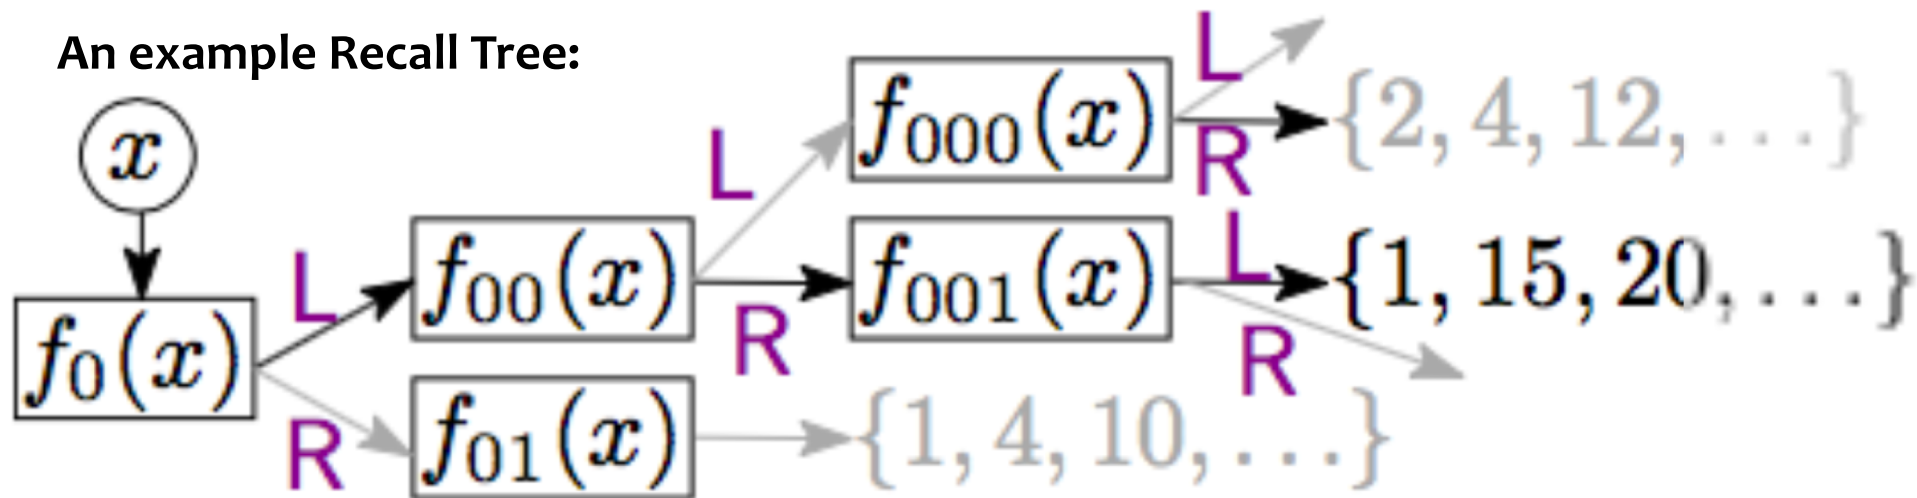 An example Recall Tree:
x
f₀(x)
L
R
f₀₀(x)
f₀₁(x)
L
R
{1, 4, 10, . . .}
f₀₀₀(x)
f₀₀₁(x)
L
R
{2, 4, 12, . . .}
L
R
{1, 15, 20, . . .}